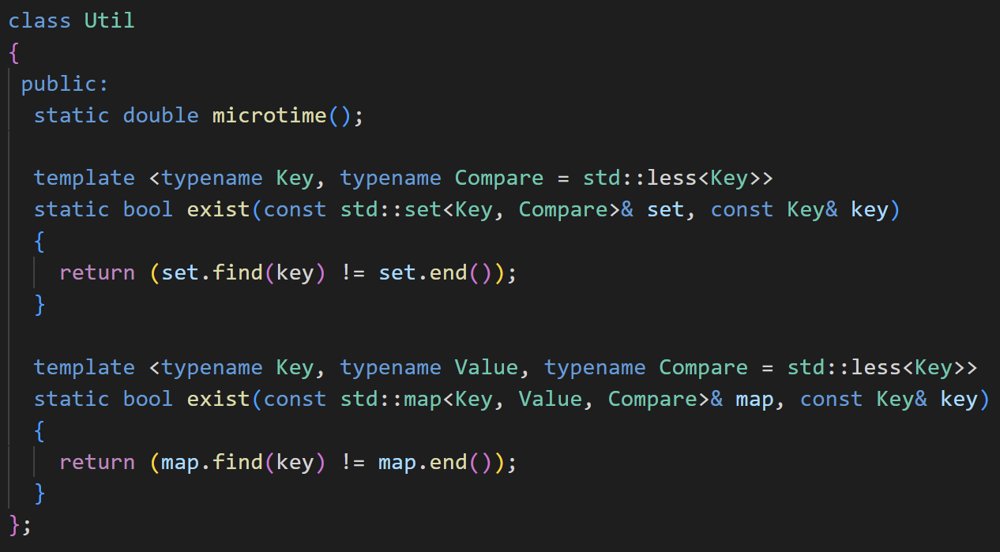 class Util
{
 public:
  static double microtime();

  template <typename Key, typename Compare = std::less<Key>>
  static bool exist(const std::set<Key, Compare>& set, const Key& key)
  {
    return (set.find(key) != set.end());
  }

  template <typename Key, typename Value, typename Compare = std::less<Key>>
  static bool exist(const std::map<Key, Value, Compare>& map, const Key& key)
  {
    return (map.find(key) != map.end());
  }
};